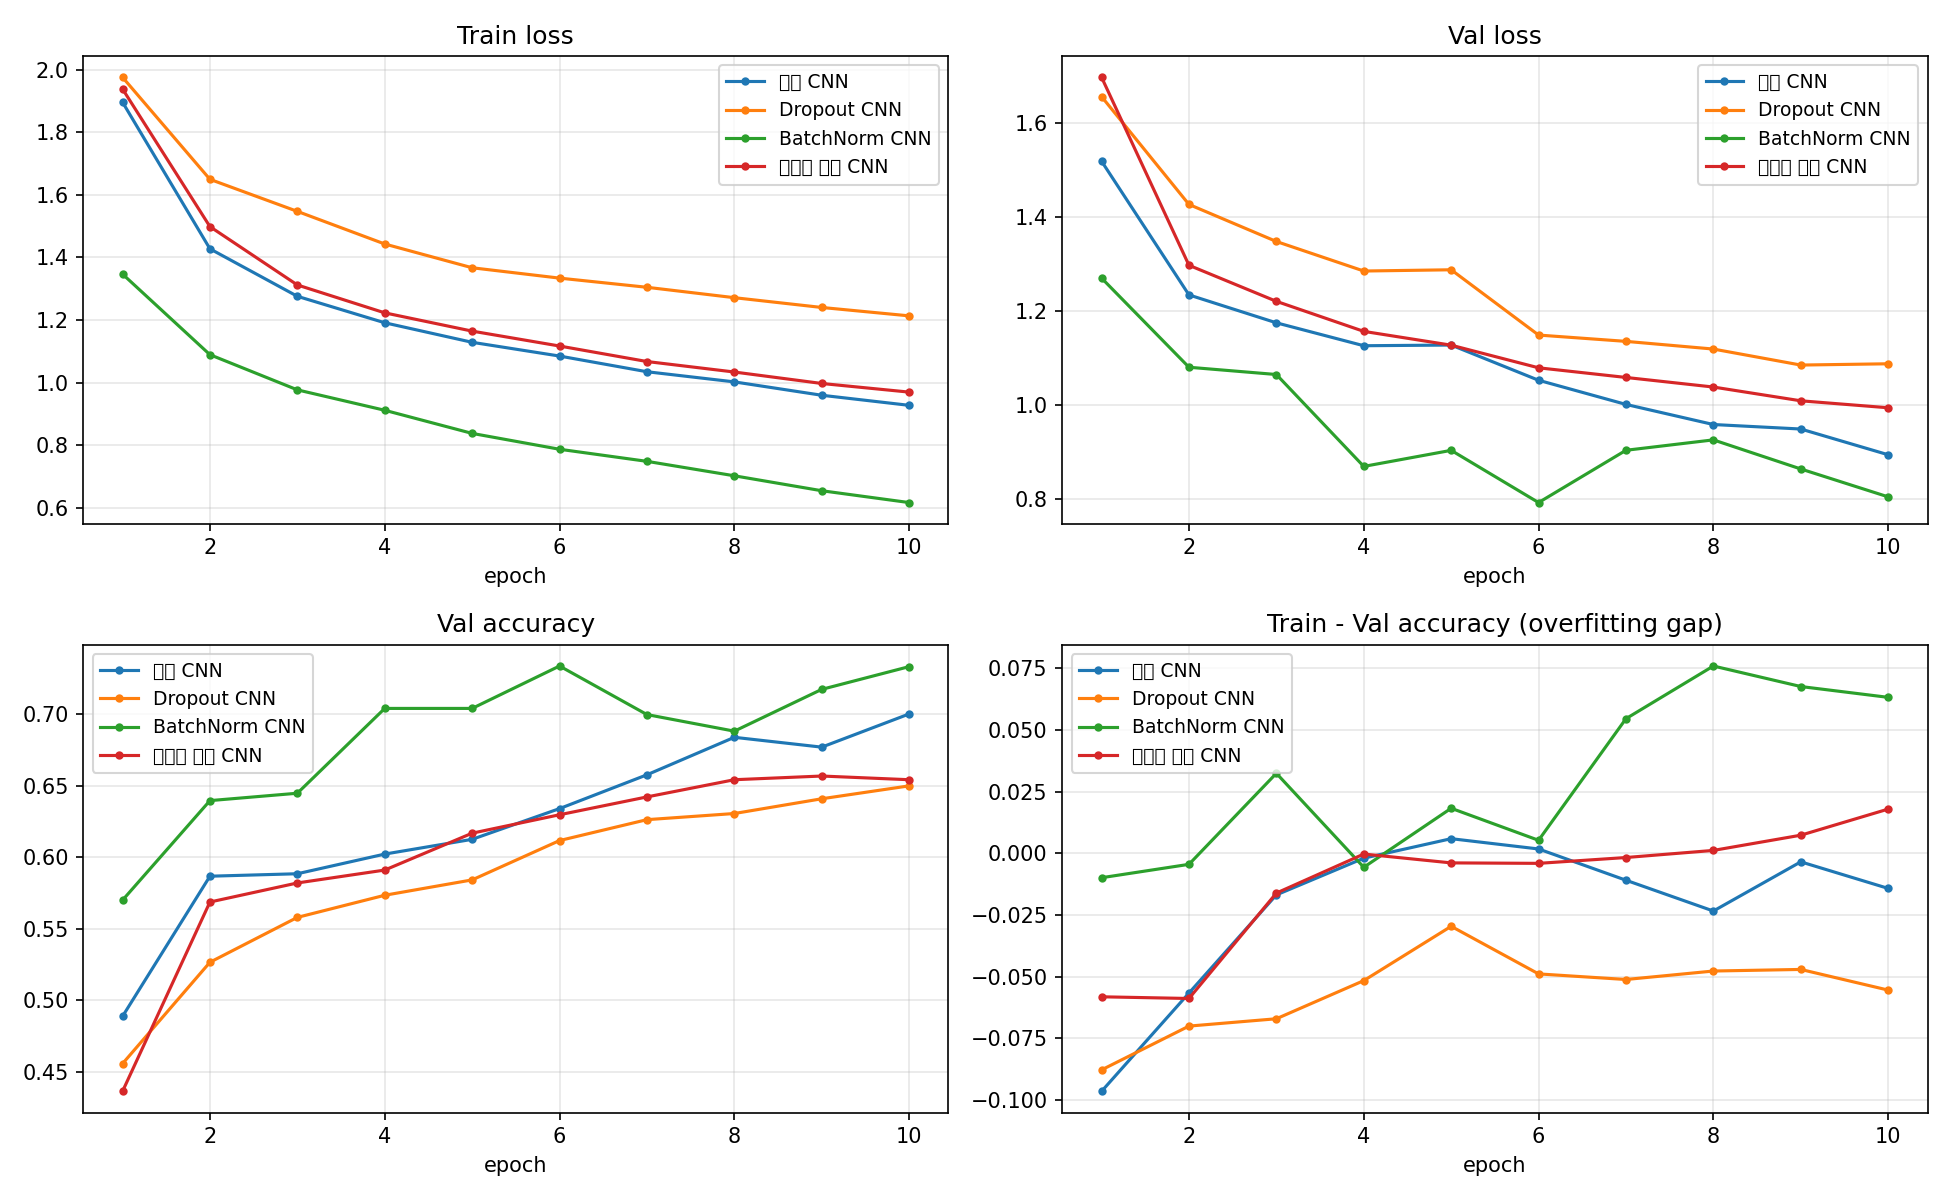 Train loss
2.0
1.8
1.6
1.4
1.2
1.0
0.8
0.6
2 4 6 8 10
epoch
CNN
Dropout CNN
BatchNorm CNN
CNN
Val loss
1.6
1.4
1.2
1.0
0.8
2 4 6 8 10
epoch
CNN
Dropout CNN
BatchNorm CNN
CNN
Val accuracy
0.70
0.65
0.60
0.55
0.50
0.45
2 4 6 8 10
epoch
CNN
Dropout CNN
BatchNorm CNN
CNN
Train - Val accuracy (overfitting gap)
0.075
0.050
0.025
0.000
−0.025
−0.050
−0.075
−0.100
2 4 6 8 10
epoch
CNN
Dropout CNN
BatchNorm CNN
CNN